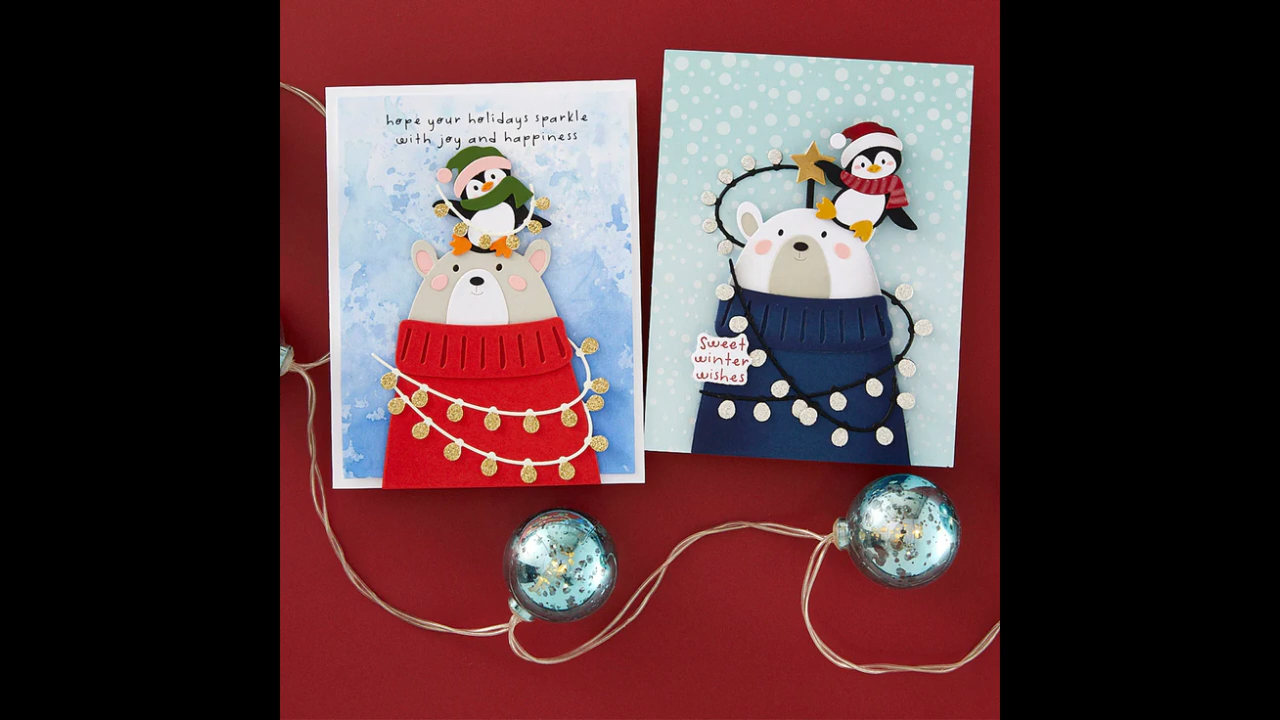 hope your holidays sparkle
with joy and happiness
Sweet
winter
wishes